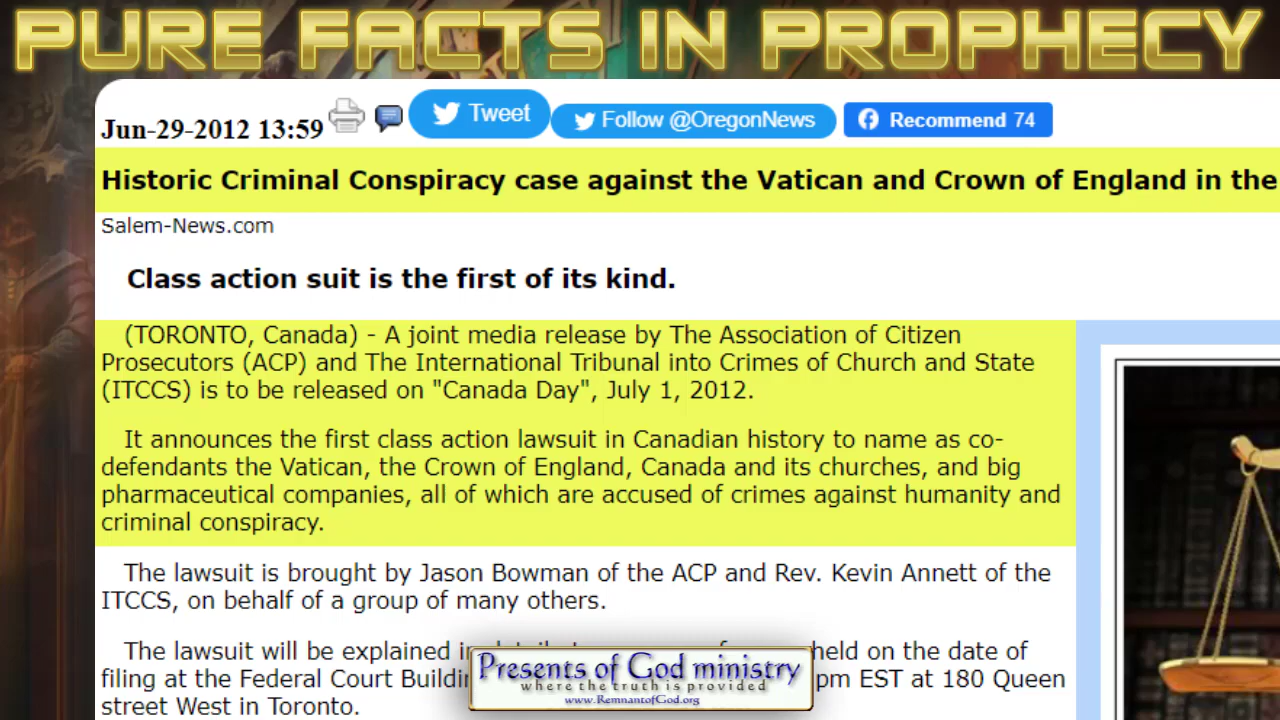 PURE FACTS IN PROPHECY
Jun-29-2012 13:59
Tweet
Follow @OregonNews
Recommend 74
Historic Criminal Conspiracy case against the Vatican and Crown of England in the
Salem-News.com
Class action suit is the first of its kind.
(TORONTO, Canada) - A joint media release by The Association of Citizen
Prosecutors (ACP) and The International Tribunal into Crimes of Church and State
(ITCCS) is to be released on "Canada Day", July 1, 2012.
It announces the first class action lawsuit in Canadian history to name as co-
defendants the Vatican, the Crown of England, Canada and its churches, and big
pharmaceutical companies, all of which are accused of crimes against humanity and
criminal conspiracy.
The lawsuit is brought by Jason Bowman of the ACP and Rev. Kevin Annett of the
ITCCS, on behalf of a group of many others.
The lawsuit will be explained held on the date of
filing at the Federal Court pm EST at 180 Queen
street West in Toronto.
Presents of God ministry
where the truth is provided
www.RemnantofGod.org